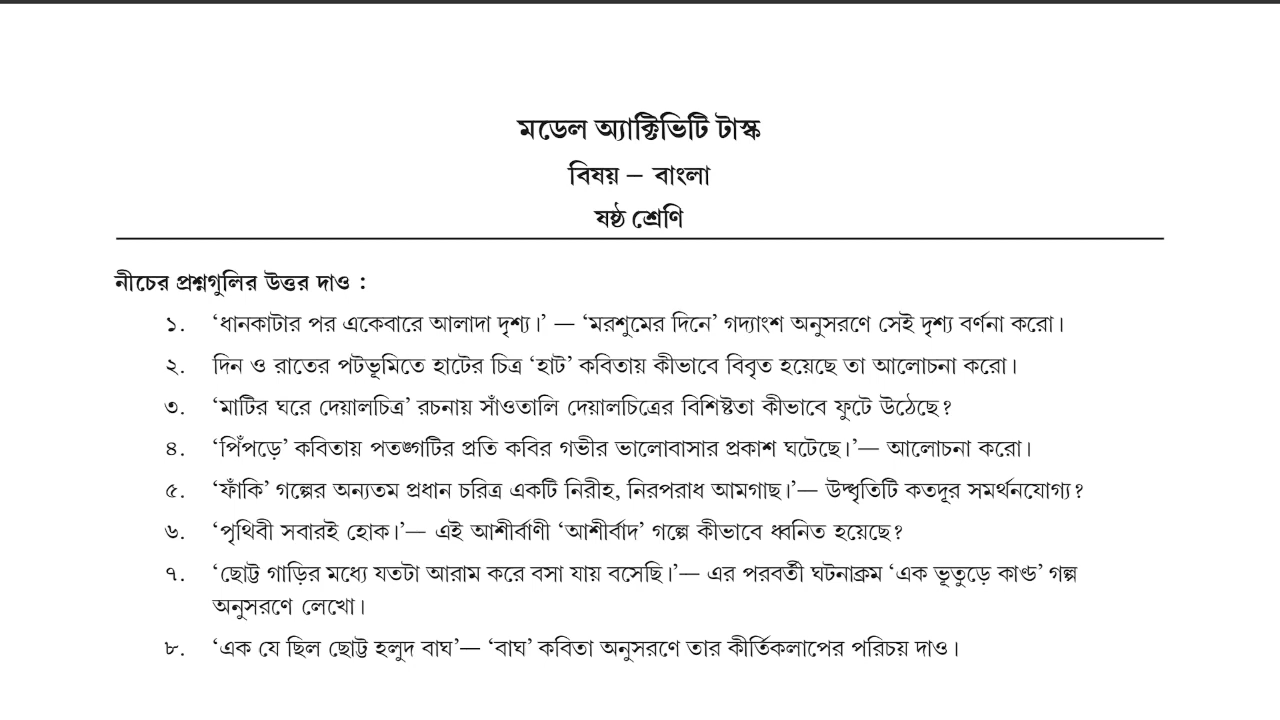 মডেল অ্যাক্টিভিটি টাস্ক
বিষয় – বাংলা
ষষ্ঠ শ্রেণি
নীচের প্রশ্নগুলির উত্তর দাও :
১. ‘ধানকাটার পর একেবারে আলাদা দৃশ্য।’ — ‘মরশুমের দিনে’ গদ্যাংশ অনুসরণে সেই দৃশ্য বর্ণনা করো।
২. দিন ও রাতের পটভূমিতে হাটের চিত্র ‘হাট’ কবিতায় কীভাবে বিবৃত হয়েছে তা আলোচনা করো।
৩. ‘মাটির ঘরে দেয়ালচিত্র’ রচনায় সাঁওতালি দেয়ালচিত্রের বিশিষ্টতা কীভাবে ফুটে উঠেছে?
৪. ‘পিঁপড়ে’ কবিতায় পতঙ্গটির প্রতি কবির গভীর ভালোবাসার প্রকাশ ঘটেছে।’— আলোচনা করো।
৫. ‘ফাঁকি’ গল্পের অন্যতম প্রধান চরিত্র একটি নিরীহ, নিরপরাধ আমগাছ।’— উদ্ধৃতিটি কতদূর সমর্থনযোগ্য?
৬. ‘পৃথিবী সবারই হোক।’— এই আশীর্বাণী ‘আশীর্বাদ’ গল্পে কীভাবে ধ্বনিত হয়েছে?
৭. ‘ছোট্ট গাড়ির মধ্যে যতটা আরাম করে বসা যায় বসেছি।’— এর পরবর্তী ঘটনাক্রম ‘এক ভূতুড়ে কাণ্ড’ গল্প
অনুসরণে লেখো।
৮. ‘এক যে ছিল ছোট্ট হলুদ বাঘ’— ‘বাঘ’ কবিতা অনুসরণে তার কীর্তিকলাপের পরিচয় দাও।